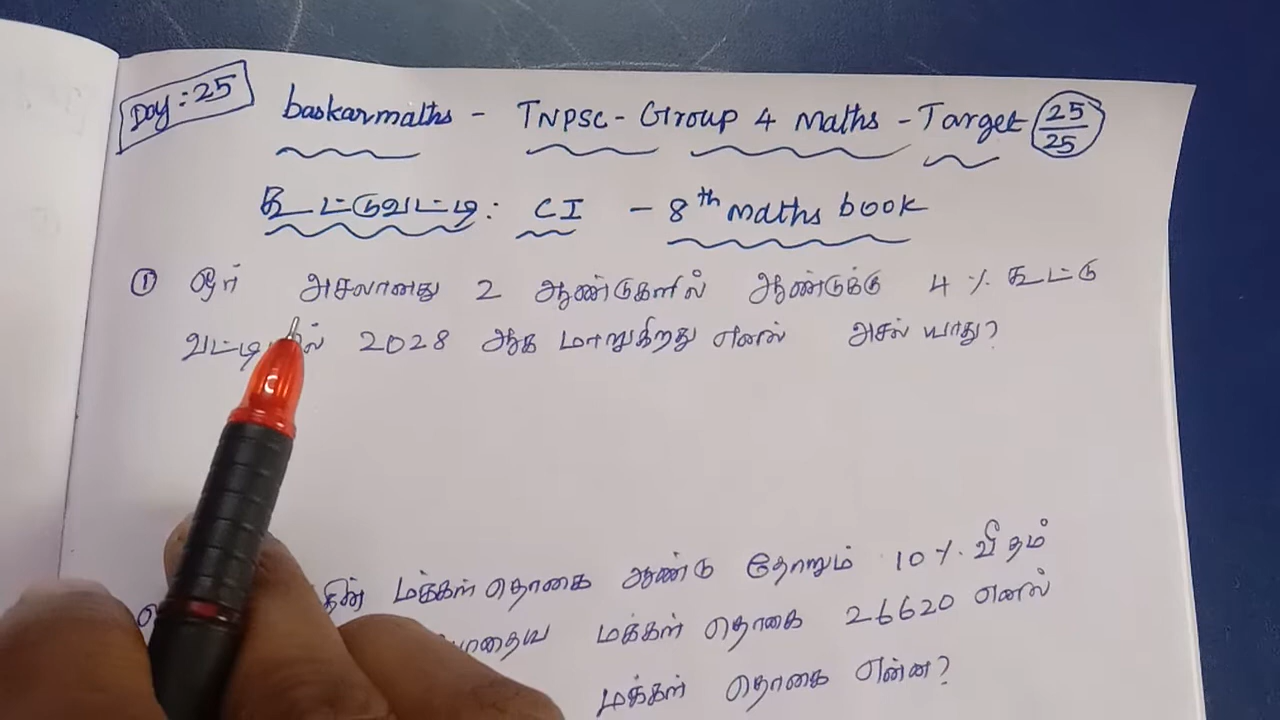 Day : 25
baskarmaths - TNPSC - Group 4 maths - Target 25/25
கூட்டுவட்டி : CI - 8th maths book
① ஓர் அசலானது 2 ஆண்டுகளில் ஆண்டுக்கு 4 % கூட்டு
2028 ஆக மாறுகிறது எனில் அசல் யாது?
மக்கள் தொகை ஆண்டு தோறும் 10 %. வீதம்
மக்கள் தொகை 26620 எனில்
மக்கள் தொகை என்ன?